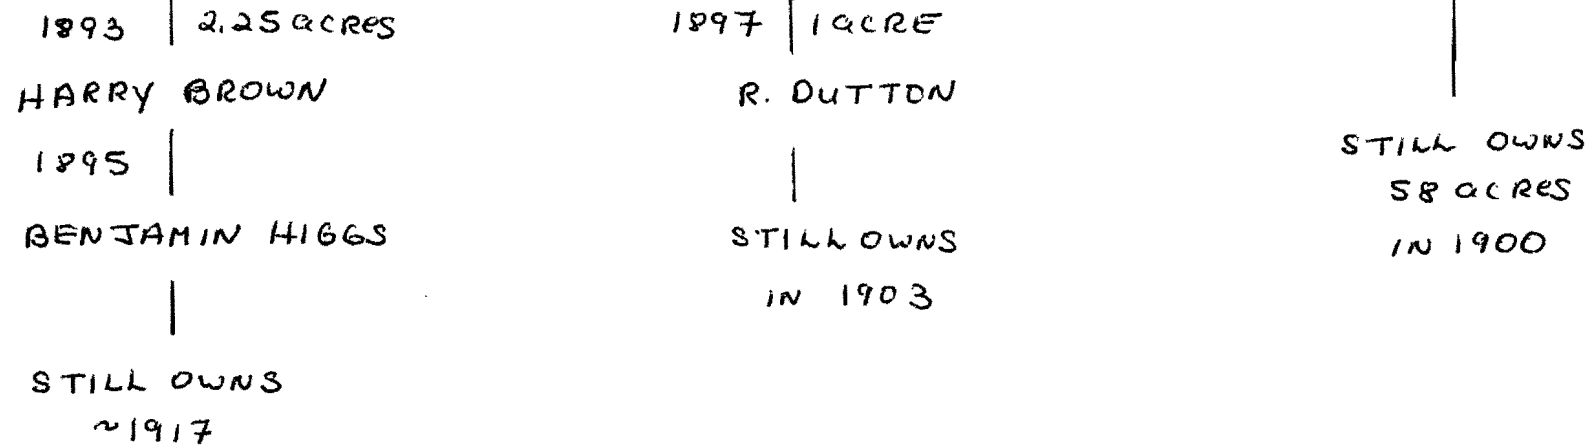 1893 2.25 acres
HARRY BROWN
1895
BENJAMIN HIGGS
STILL OWNS
~1917
1897 1 acre
R. DUTTON
STILL OWNS
IN 1903
STILL OWNS
58 acres
IN 1900